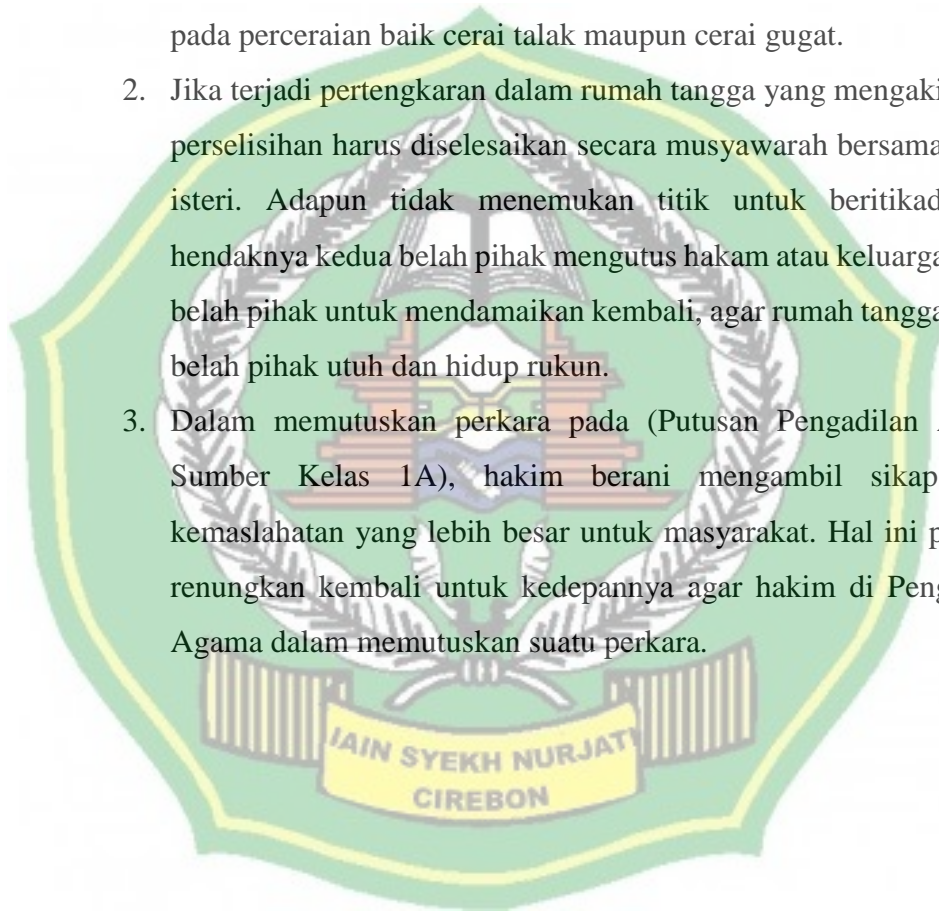 pada perceraian baik cerai talak maupun cerai gugat.
2. Jika terjadi pertengkaran dalam rumah tangga yang mengaki
perselisihan harus diselesaikan secara musyawarah bersama
isteri. Adapun tidak menemukan titik untuk beritikad
hendaknya kedua belah pihak mengutus hakam atau keluarga
belah pihak untuk mendamaikan kembali, agar rumah tangga
belah pihak utuh dan hidup rukun.
3. Dalam memutuskan perkara pada (Putusan Pengadilan
Sumber Kelas 1A), hakim berani mengambil sikap
kemaslahatan yang lebih besar untuk masyarakat. Hal ini p
renungkan kembali untuk kedepannya agar hakim di Peng
Agama dalam memutuskan suatu perkara.
IAIN SYEKH NURJATI
CIREBON